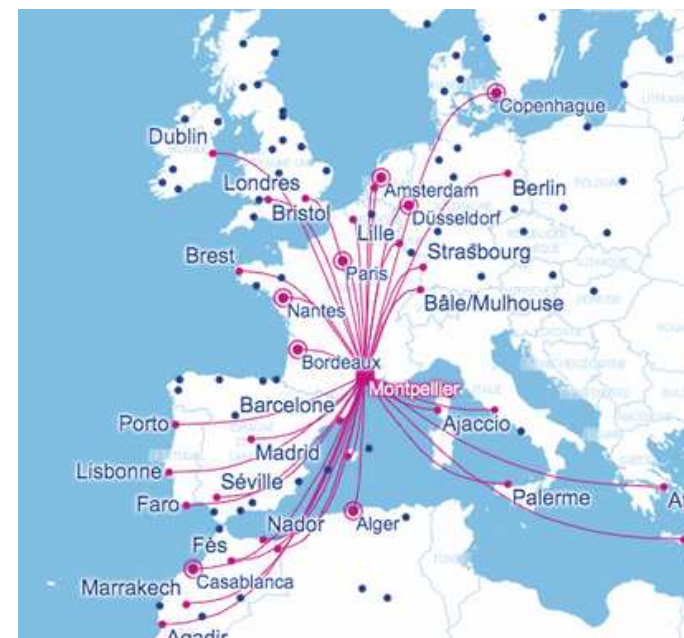 Copenhague
Dublin
Londres
Amsterdam
Berlin
Bristol
Düsseldorf
Lille
Strasbourg
Brest
Paris
Bâle/Mulhouse
Nantes
Bordeaux
Montpellier
Barcelone
Ajaccio
Porto
Madrid
Lisbonne
Séville
Palerme
Faro
Nador
Alger
Fès
Casablanca
Marrakech
Agadir